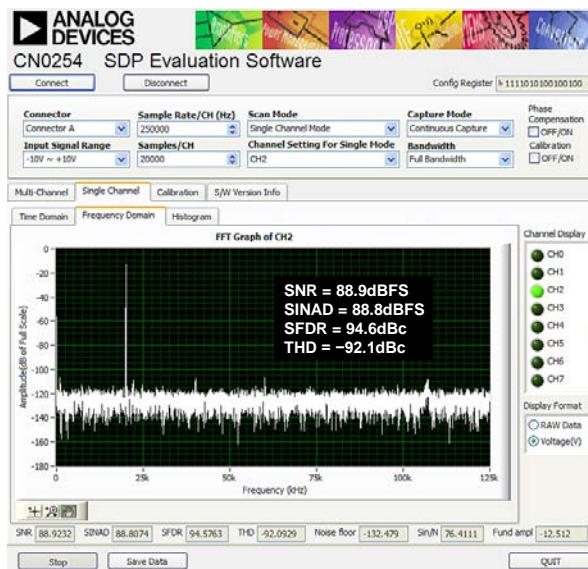 ANALOG
DEVICES
CN0254 SDP Evaluation Software
Connect Disconnect Config Register 1111010100100100
Connector Sample Rate/CH (Hz) Scan Mode Capture Mode Phase Compensation
Connector A 250000 Single Channel Mode Continuous Capture OFF/ON
Input Signal Range Samples/CH Channel Setting For Single Mode Bandwidth Calibration
-10V ~ +10V 20000 CH2 Full Bandwidth OFF/ON
Multi-Channel Single Channel Calibration S/W Version Info
Time Domain Frequency Domain Histogram
FFT Graph of CH2
Channel Display
CH0
CH1
CH2
CH3
CH4
CH5
CH6
CH7
SNR = 88.9dBFS
SINAD = 88.8dBFS
SFDR = 94.6dBc
THD = −92.1dBc
Amplitude(dB of Full Scale)
0
-20
-40
-60
-80
-100
-120
-140
-160
-180
0 25k 50k 75k 100k 125k
Frequency (kHz)
Display Format
RAW Data
Voltage(V)
SNR 88.9232 SINAD 88.8074 SFDR 94.5763 THD -92.0929 Noise floor -132.479 Sin/N 76.4111 Fund ampl -12.512
Stop Save Data QUIT